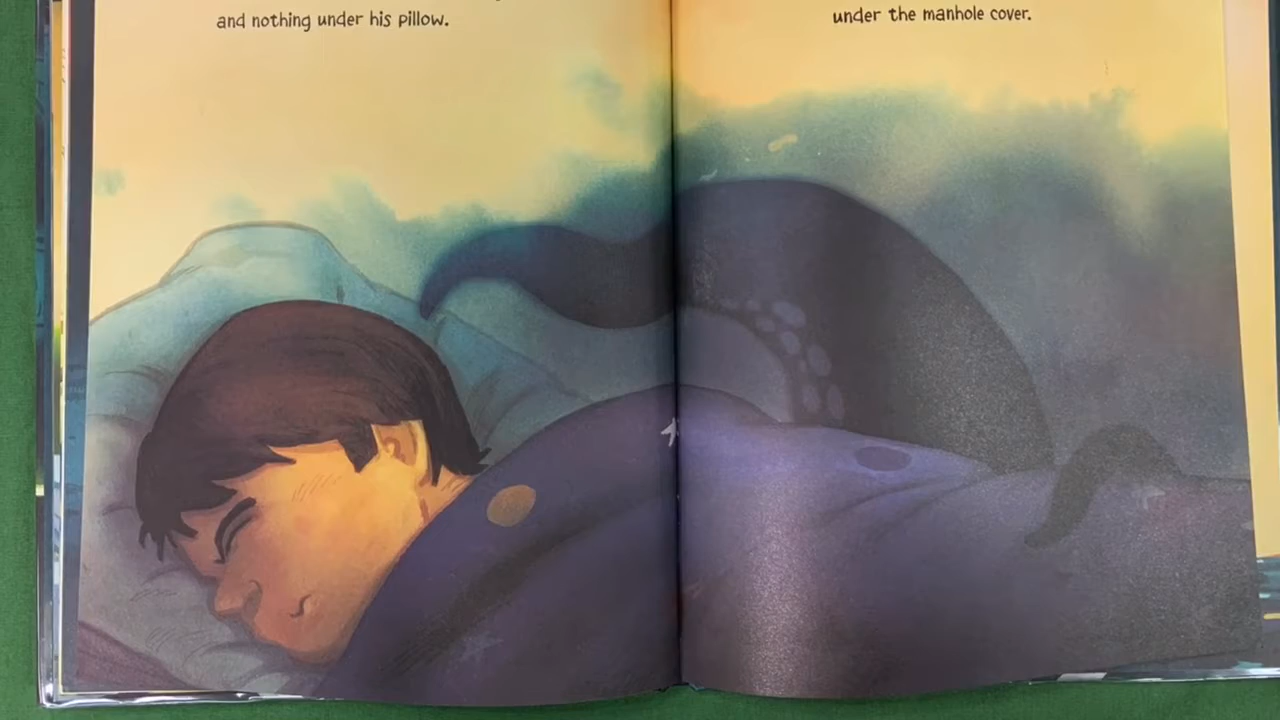 and nothing under his pillow.
under the manhole cover.